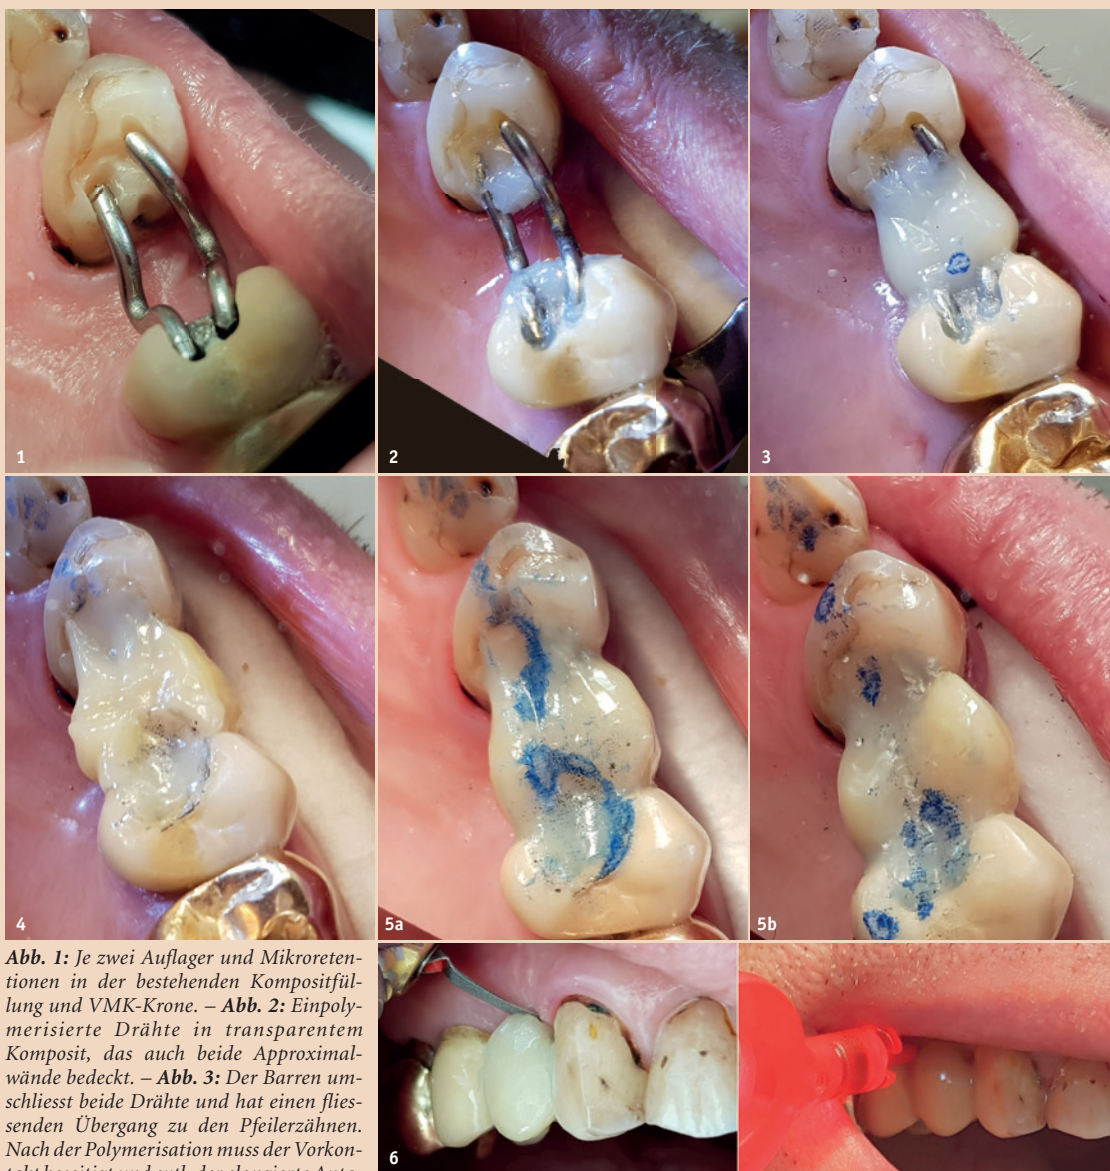 1
2
3
4
5a
5b
Abb. 1: Je zwei Auflager und Mikroreten-
tionen in der bestehenden Kompositfül-
lung und VMK-Krone. – Abb. 2: Einpoly-
merisierte Drähte in transparentem
Komposit, das auch beide Approximal-
wände bedeckt. – Abb. 3: Der Barren um-
schliesst beide Drähte und hat einen flies-
senden Übergang zu den Pfeilerzähnen.
Nach der Polymerisation muss der Vorkon-
6